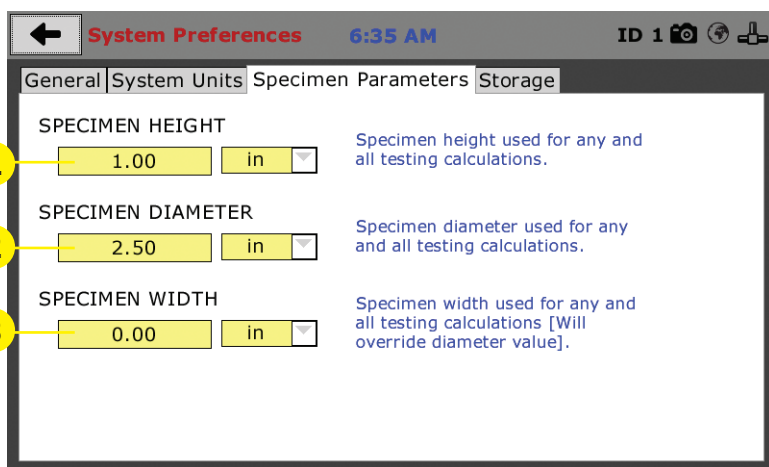 System Preferences 6:35 AM ID 1
General System Units Specimen Parameters Storage
SPECIMEN HEIGHT
1.00 in
Specimen height used for any and
all testing calculations.
SPECIMEN DIAMETER
2.50 in
Specimen diameter used for any
and all testing calculations.
SPECIMEN WIDTH
0.00 in
Specimen width used for any and
all testing calculations [Will
override diameter value].